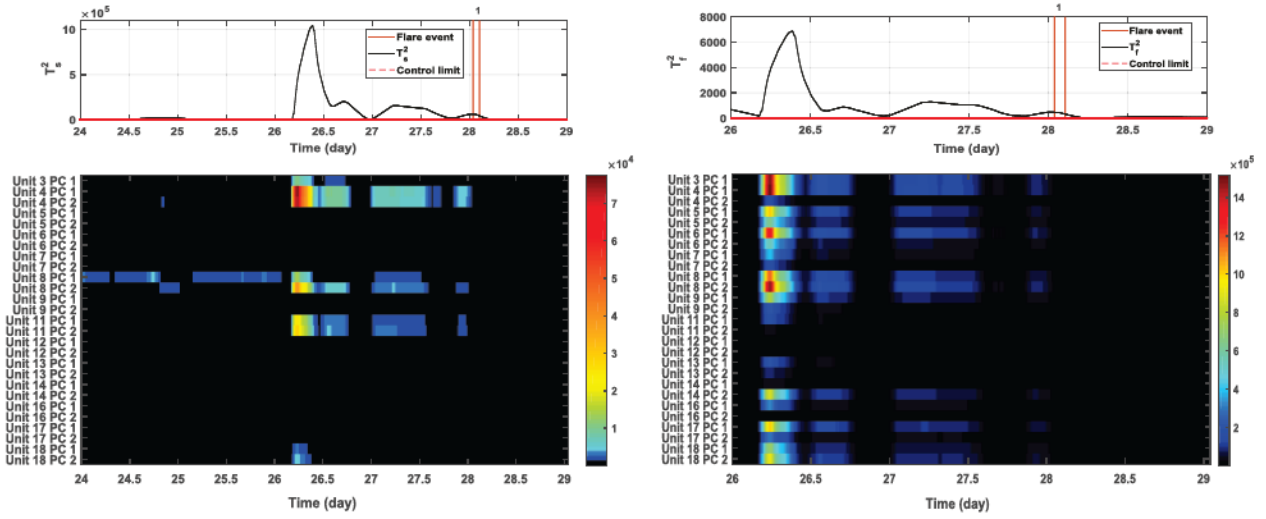 1
×10⁵
10
5
0
T²ₛ
Flare event
T²ₛ
Control limit
24 24.5 25 25.5 26 26.5 27 27.5 28 28.5 29
Time (day)
×10⁴
Unit 3 PC 1
Unit 4 PC 1
Unit 4 PC 2
Unit 5 PC 1
Unit 5 PC 2
Unit 6 PC 1
Unit 6 PC 2
Unit 7 PC 1
Unit 7 PC 2
Unit 8 PC 1
Unit 8 PC 2
Unit 9 PC 1
Unit 9 PC 2
Unit 11 PC 1
Unit 11 PC 2
Unit 12 PC 1
Unit 12 PC 2
Unit 13 PC 1
Unit 13 PC 2
Unit 14 PC 1
Unit 14 PC 2
Unit 16 PC 1
Unit 16 PC 2
Unit 17 PC 1
Unit 17 PC 2
Unit 18 PC 1
Unit 18 PC 2
7
6
5
4
3
2
1
24 24.5 25 25.5 26 26.5 27 27.5 28 28.5 29
Time (day)
1
8000
6000
4000
2000
0
T²f
Flare event
T²f
Control limit
26 26.5 27 27.5 28 28.5 29
Time (day)
×10⁵
Unit 3 PC 1
Unit 4 PC 1
Unit 4 PC 2
Unit 5 PC 1
Unit 5 PC 2
Unit 6 PC 1
Unit 6 PC 2
Unit 7 PC 1
Unit 7 PC 2
Unit 8 PC 1
Unit 8 PC 2
Unit 9 PC 1
Unit 9 PC 2
Unit 11 PC 1
Unit 11 PC 2
Unit 12 PC 1
Unit 12 PC 2
Unit 13 PC 1
Unit 13 PC 2
Unit 14 PC 1
Unit 14 PC 2
Unit 16 PC 1
Unit 16 PC 2
Unit 17 PC 1
Unit 17 PC 2
Unit 18 PC 1
Unit 18 PC 2
14
12
10
8
6
4
2
26 26.5 27 27.5 28 28.5 29
Time (day)